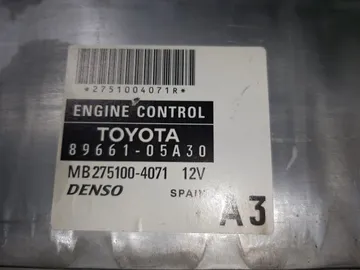 *2751004071R*
ENGINE CONTROL
TOYOTA
89661-05A30
MB275100-4071 12V
DENSO SPAIN
A3